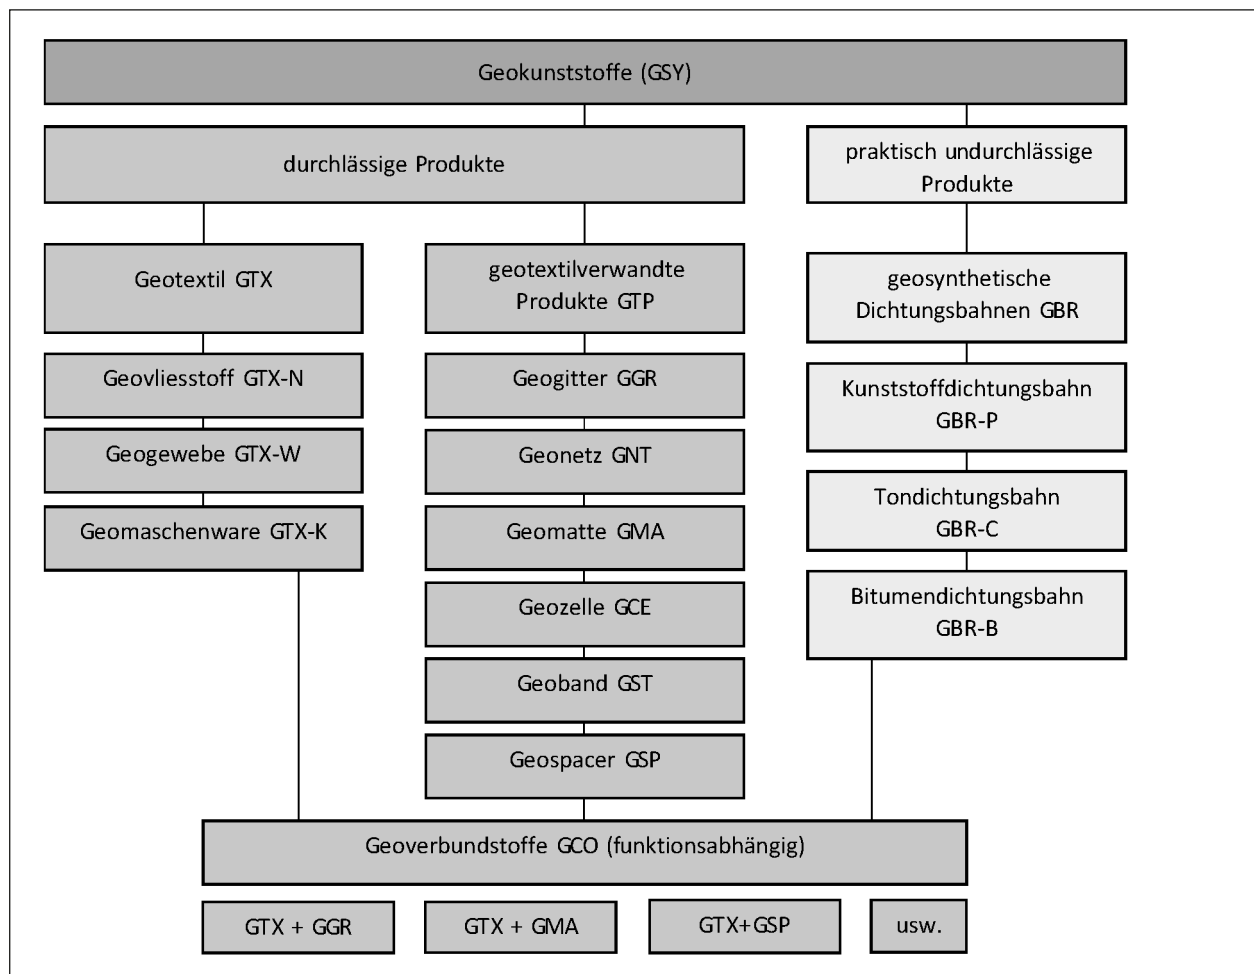 Geokunststoffe (GSY)
durchlässige Produkte
praktisch undurchlässige
Produkte
Geotextil GTX
geotextilverwandte
Produkte GTP
geosynthetische
Dichtungsbahnen GBR
Geovliesstoff GTX-N
Geogitter GGR
Kunststoffdichtungsbahn
GBR-P
Geogewebe GTX-W
Geonetz GNT
Tondichtungsbahn
GBR-C
Geomaschenware GTX-K
Geomatte GMA
Geozelle GCE
Bitumendichtungsbahn
GBR-B
Geoband GST
Geospacer GSP
Geoverbundstoffe GCO (funktionsabhängig)
GTX + GGR
GTX + GMA
GTX+GSP
usw.